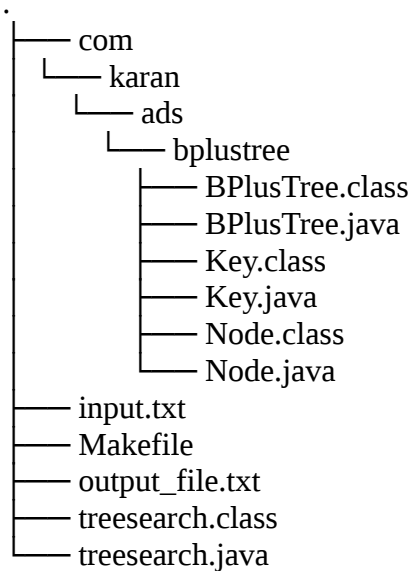 .
com
karan
ads
bplustree
BPlusTree.class
BPlusTree.java
Key.class
Key.java
Node.class
Node.java
input.txt
Makefile
output_file.txt
treesearch.class
treesearch.java